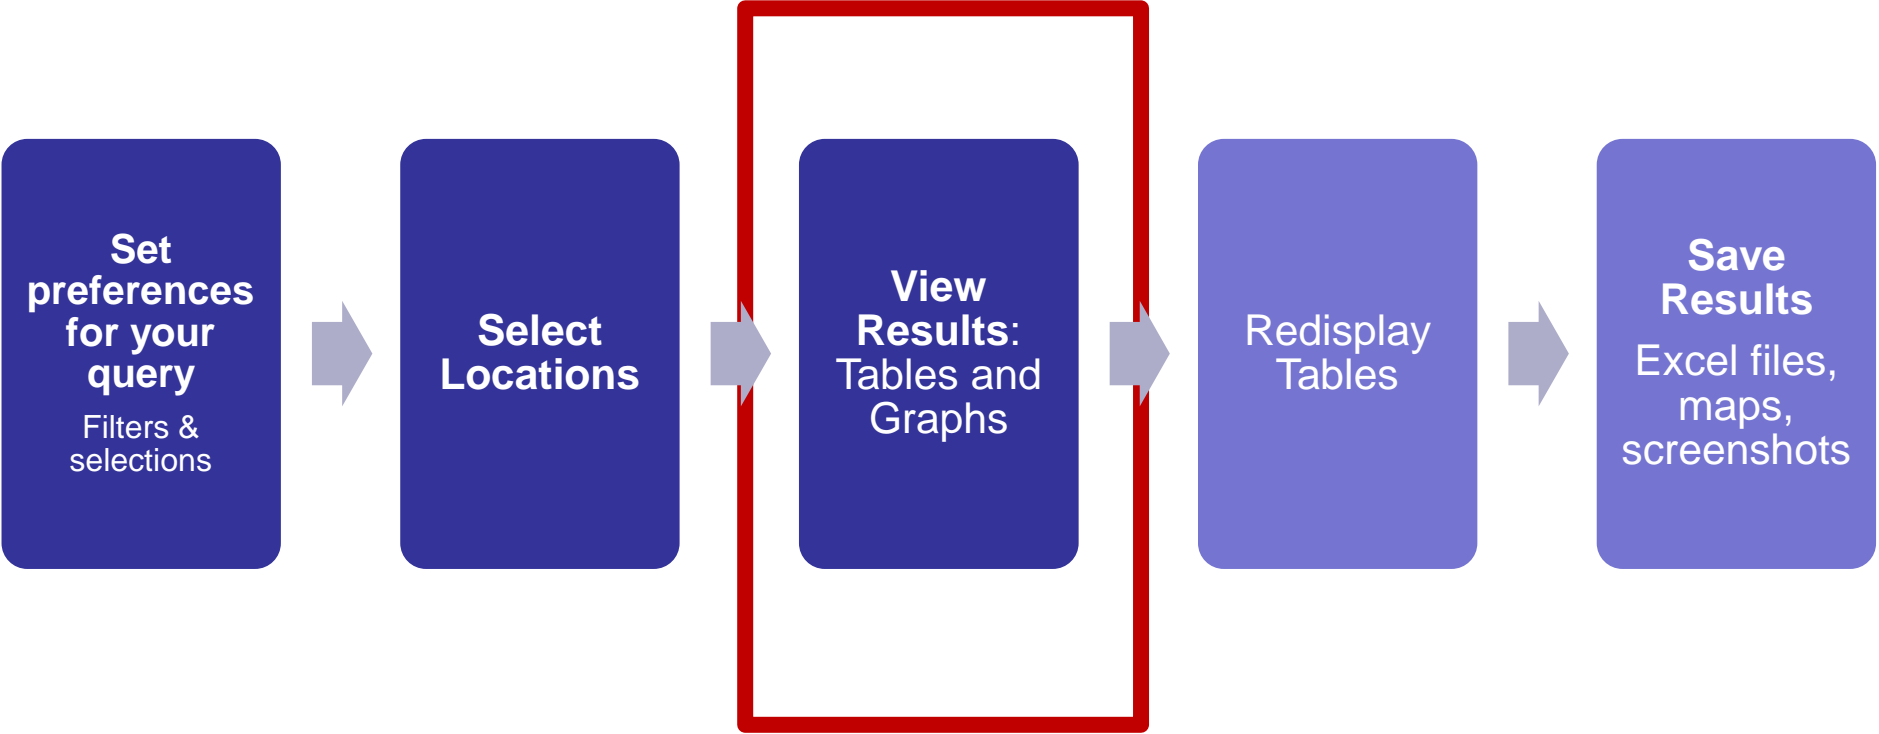 Set
preferences
for your
query
Filters &
selections
Select
Locations
View
Results:
Tables and
Graphs
Redisplay
Tables
Save
Results
Excel files,
maps,
screenshots